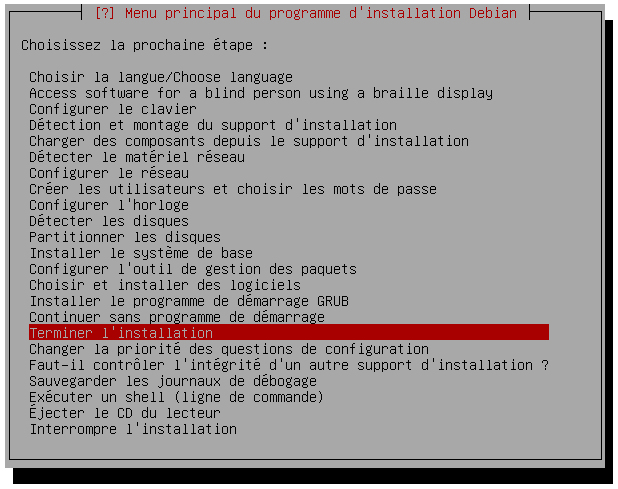 [?] Menu principal du programme d'installation Debian
Choisissez la prochaine étape :
Choisir la langue/Choose language
Access software for a blind person using a braille display
Configurer le clavier
Détection et montage du support d'installation
Charger des composants depuis le support d'installation
Détecter le matériel réseau
Configurer le réseau
Créer les utilisateurs et choisir les mots de passe
Configurer l'horloge
Détecter les disques
Partitionner les disques
Installer le système de base
Configurer l'outil de gestion des paquets
Choisir et installer des logiciels
Installer le programme de démarrage GRUB
Continuer sans programme de démarrage
Terminer l'installation
Changer la priorité des questions de configuration
Faut-il contrôler l'intégrité d'un autre support d'installation ?
Sauvegarder les journaux de débogage
Exécuter un shell (ligne de commande)
Éjecter le CD du lecteur
Interrompre l'installation